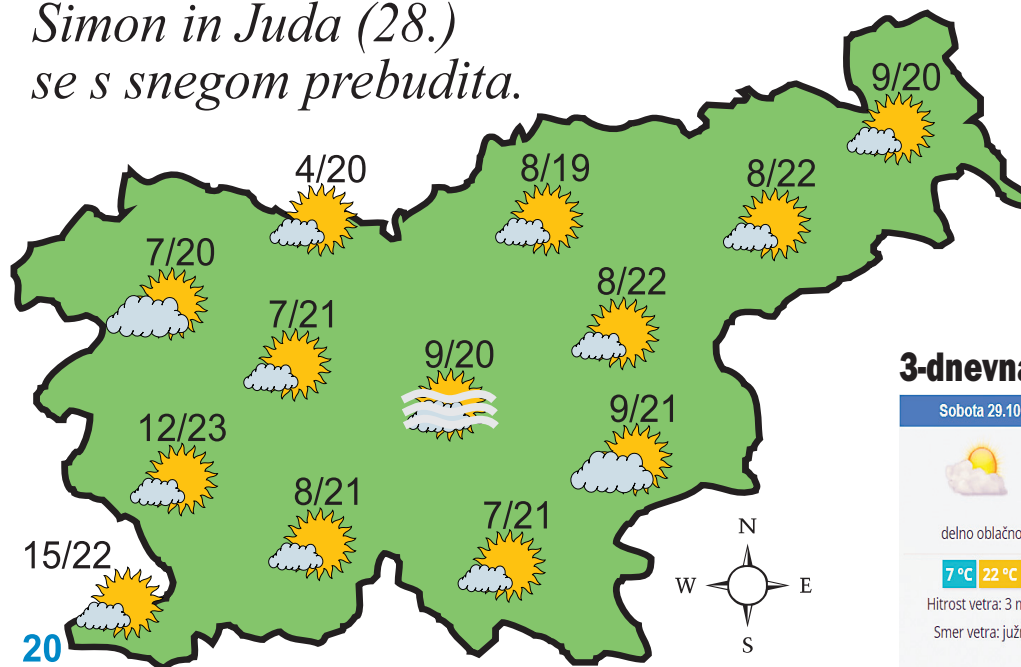 Simon in Juda (28.)
se s snegom prebudita.
9/20
4/20
8/19
8/22
7/20
8/22
7/21
9/20
9/21
12/23
8/21
7/21
15/22
N
W
E
S
20
3-dnevna
Sobota 29.10
delno oblačno
7 °C 22 °C
Hitrost vetra: 3 m
Smer vetra: južn